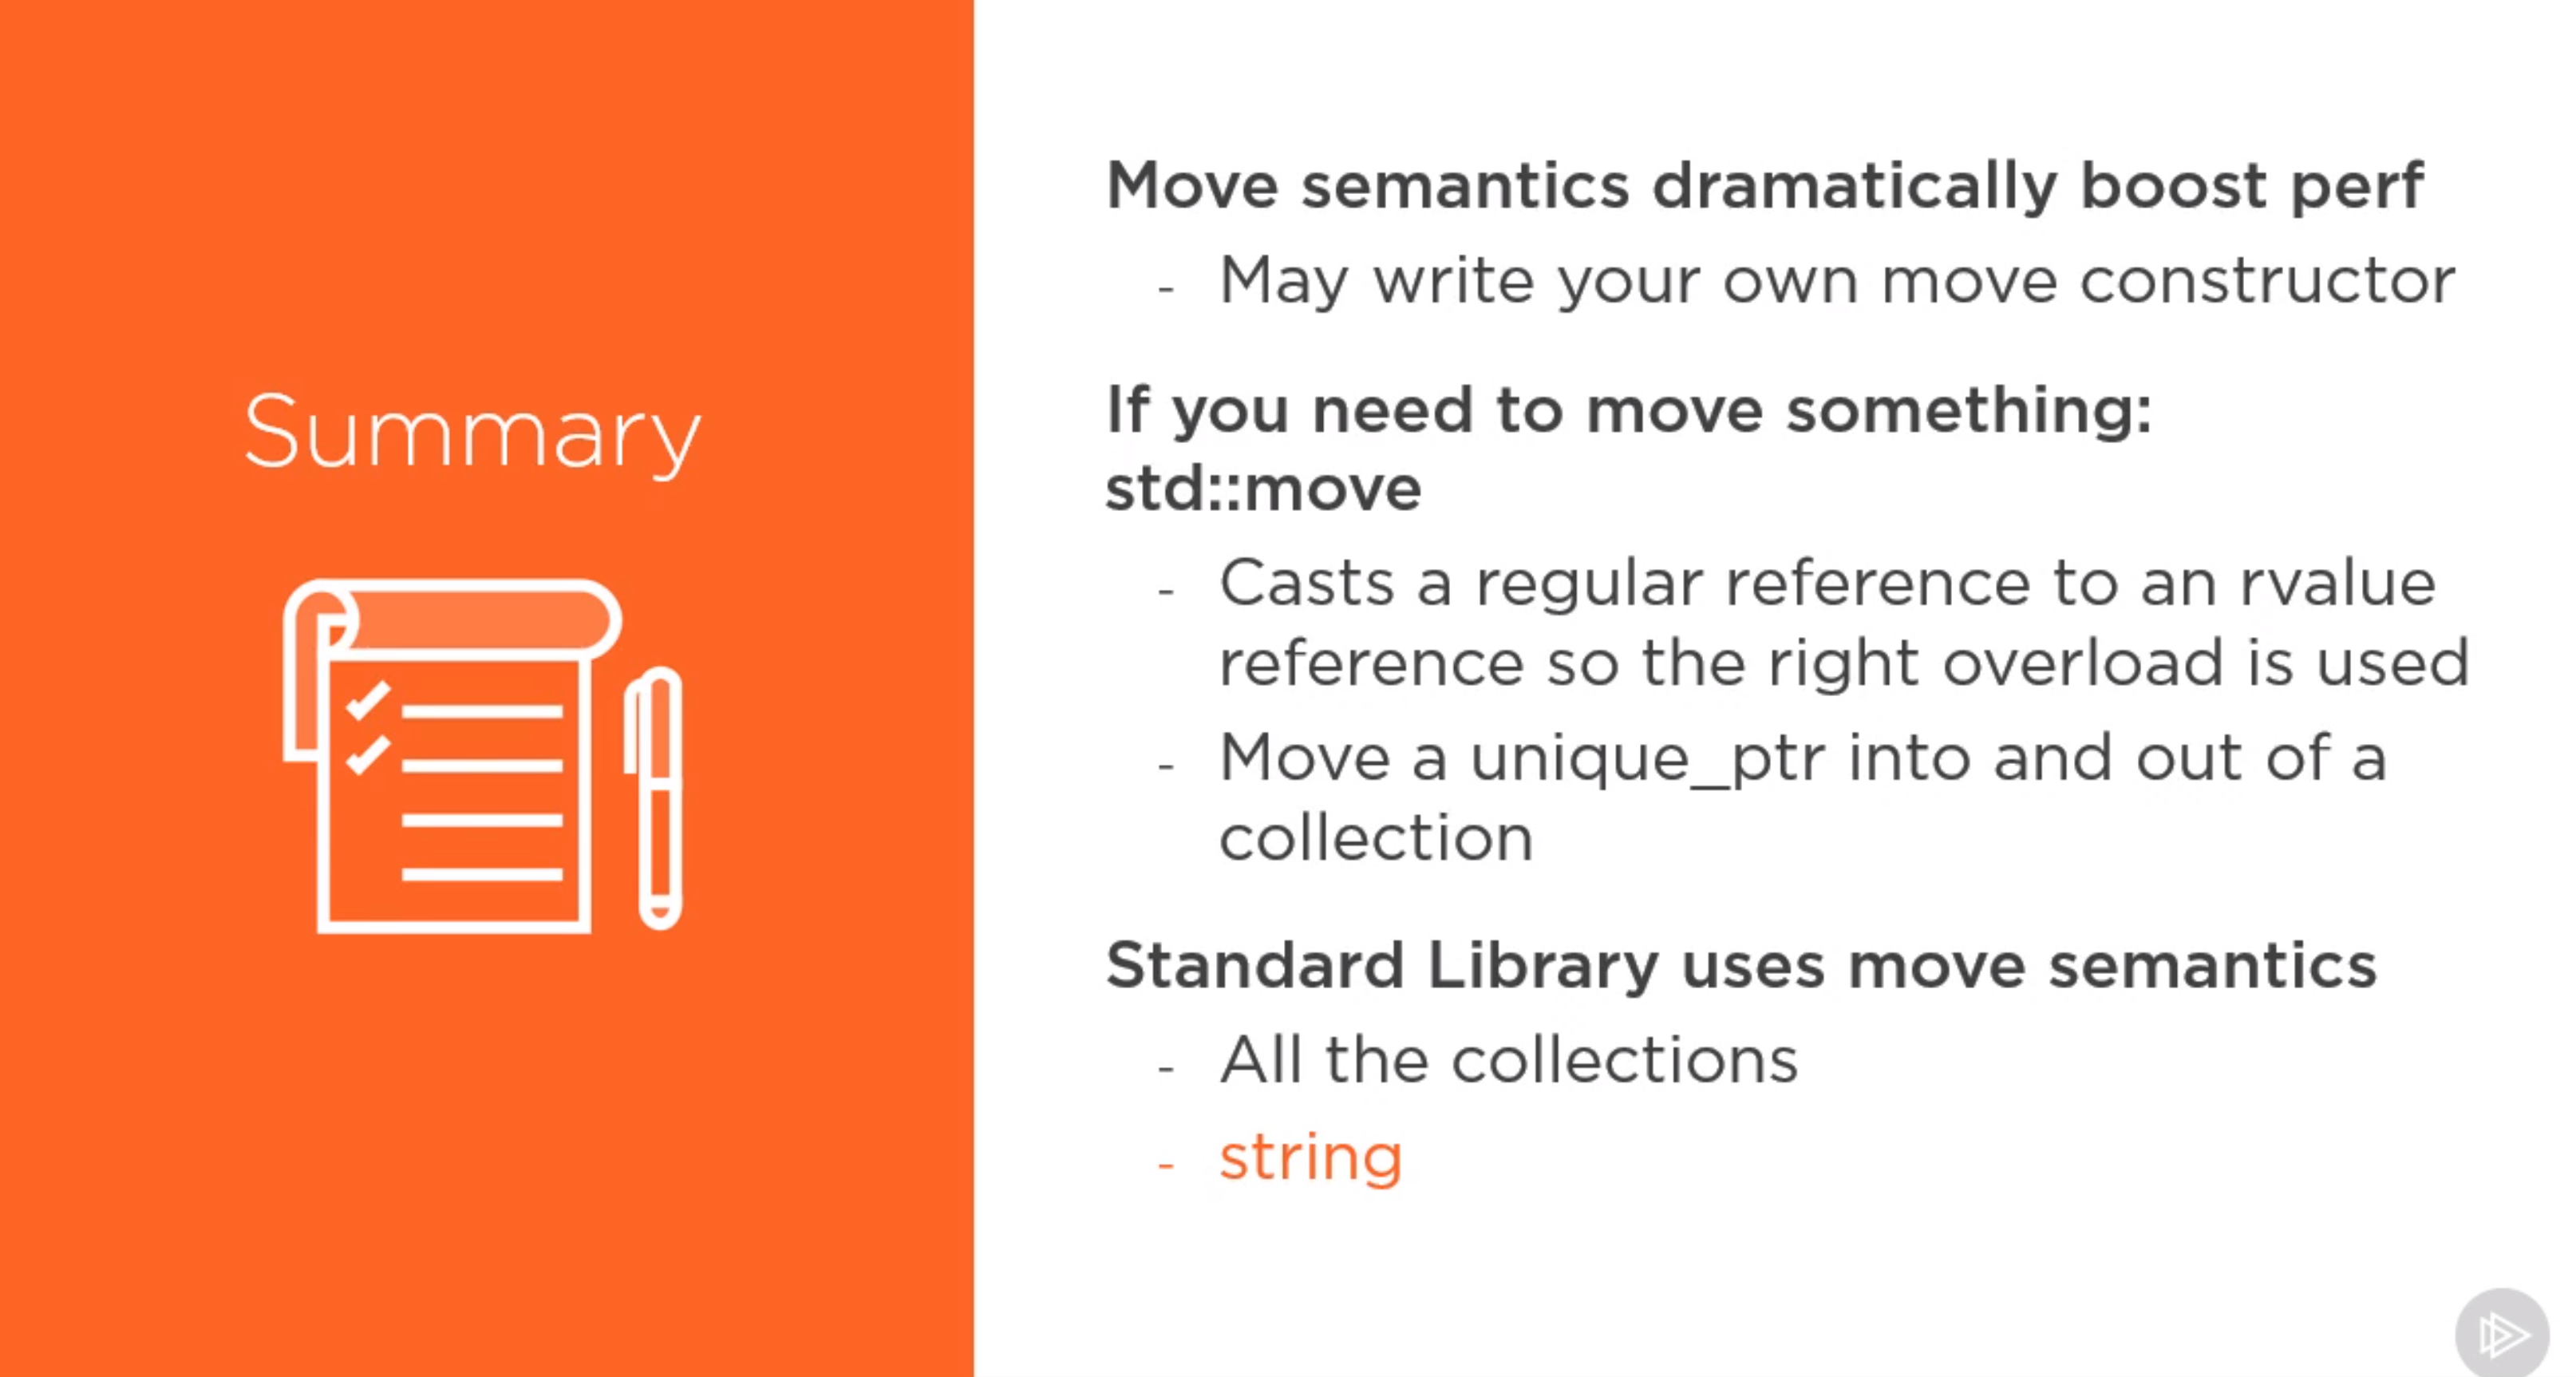 Summary
Move semantics dramatically boost perf
- May write your own move constructor
If you need to move something:
std::move
- Casts a regular reference to an rvalue
reference so the right overload is used
- Move a unique_ptr into and out of a
collection
Standard Library uses move semantics
- All the collections
- string